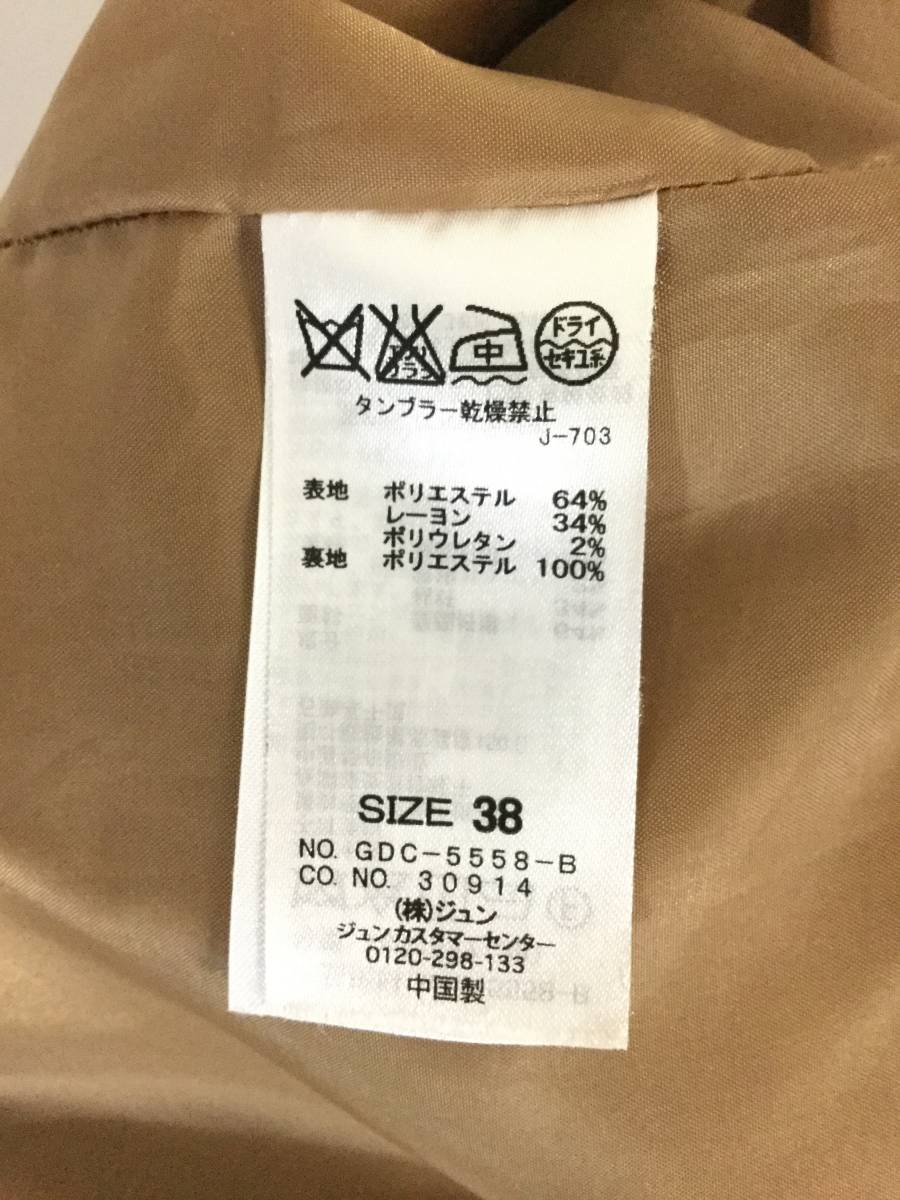 中
ドライ
セキユ系
タンブラー乾燥禁止
J-703
表地 ポリエステル 64%
レーヨン 34%
ポリウレタン 2%
裏地 ポリエステル 100%
SIZE 38
NO. GDC-5558-B
CO. NO. 30914
(株)ジュン
ジュンカスタマーセンター
0120-298-133
中国製